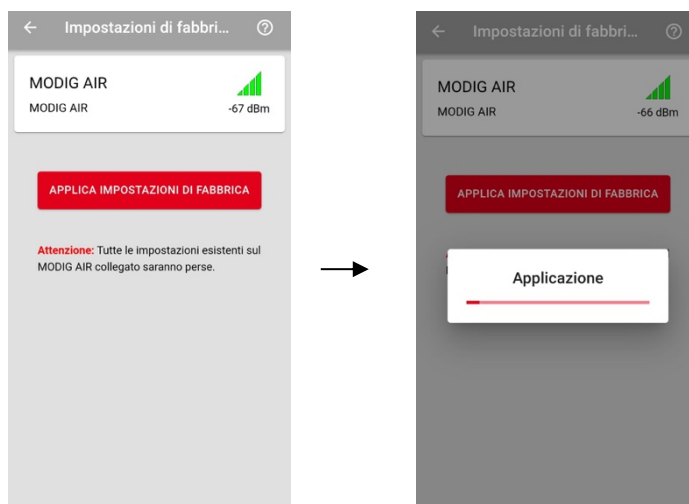 Impostazioni di fabbri...
MODIG AIR
MODIG AIR
-67 dBm
APPLICA IMPOSTAZIONI DI FABBRICA
Attenzione: Tutte le impostazioni esistenti sul
MODIG AIR collegato saranno perse.
Impostazioni di fabbri...
MODIG AIR
MODIG AIR
-66 dBm
APPLICA IMPOSTAZIONI DI FABBRICA
Applicazione